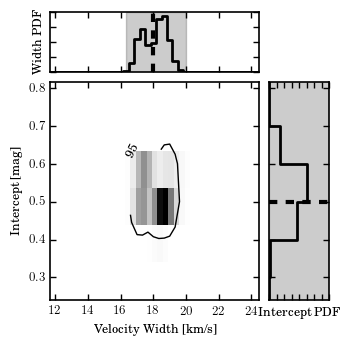 Width PDF
0.8
0.7
0.6
0.5
0.4
0.3
Intercept [mag]
95
12 14 16 18 20 22 24
Velocity Width [km/s]
Intercept PDF